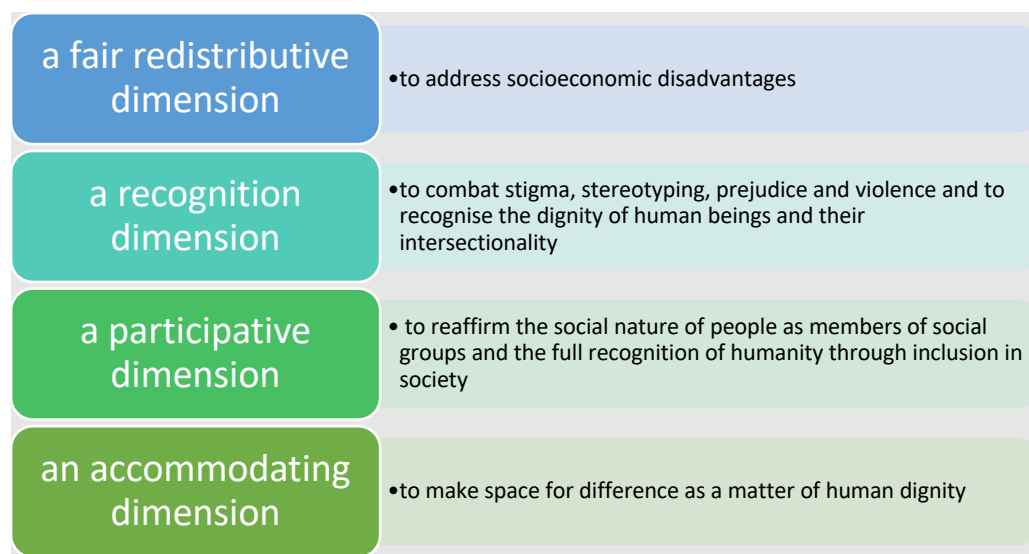 a fair redistributive
dimension
•to address socioeconomic disadvantages
a recognition
dimension
•to combat stigma, stereotyping, prejudice and violence and to
recognise the dignity of human beings and their
intersectionality
a participative
dimension
• to reaffirm the social nature of people as members of social
groups and the full recognition of humanity through inclusion in
society
an accommodating
dimension
•to make space for difference as a matter of human dignity